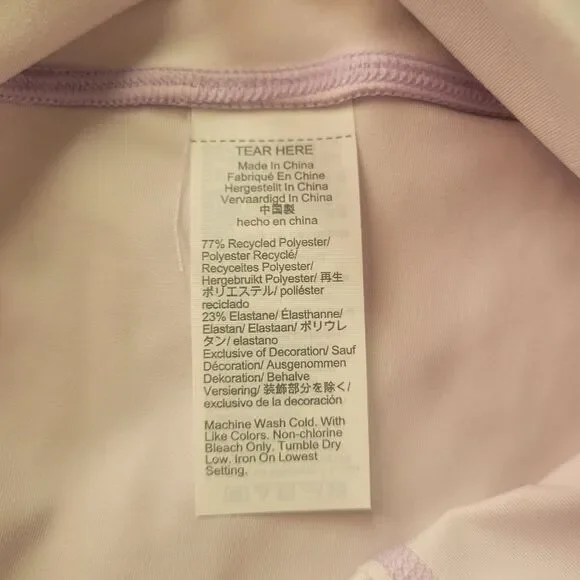 TEAR HERE
Made In China
Fabriqué En Chine
Hergestellt In China
Vervaardigd In China
中国製
hecho en china
77% Recycled Polyester/
Polyester Recyclé/
Recyceltes Polyester/
Hergebruikt Polyester/ 再生
ポリエステル/ poliéster
reciclado
23% Elastane/ Élasthanne/
Elastan/ Elastaan/ ポリウレ
タン/ elastano
Exclusive of Decoration/ Sauf
Décoration/ Ausgenommen
Dekoration/ Behalve
Versiering/ 装飾部分を除く/
exclusivo de la decoración
Machine Wash Cold. With
Like Colors. Non-chlorine
Bleach Only. Tumble Dry
Low. Iron On Lowest
Setting.